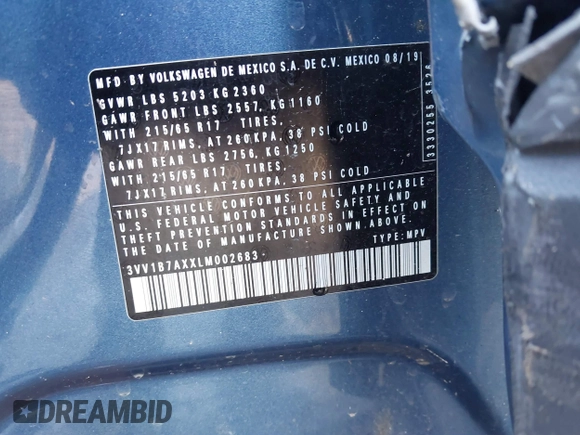 MFD. BY VOLKSWAGEN DE MEXICO S.A. DE C.V. MEXICO 08/19
GVWR LBS 5203 KG 2360
GAWR FRONT LBS 2557, KG 1160
WITH 215/65 R17 TIRES,
7JX17 RIMS, AT 260 KPA, 38 PSI COLD
GAWR REAR LBS 2756, KG 1250
WITH 215/65 R17 TIRES,
7JX17 RIMS, AT 260 KPA, 38 PSI COLD
THIS VEHICLE CONFORMS TO ALL APPLICABLE
U.S. FEDERAL MOTOR VEHICLE SAFETY AND
THEFT PREVENTION STANDARDS IN EFFECT ON
THE DATE OF MANUFACTURE SHOWN ABOVE.
3VV1B7AXXLM002683 TYPE: MPV
3330255 3526
DREAMBID